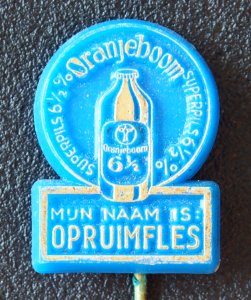 Oranjeboom
SUPERPILS 6½%
SUPERPILS 6½%
Oranjeboom
6½
MIJN NAAM IS:
OPRUIMFLES